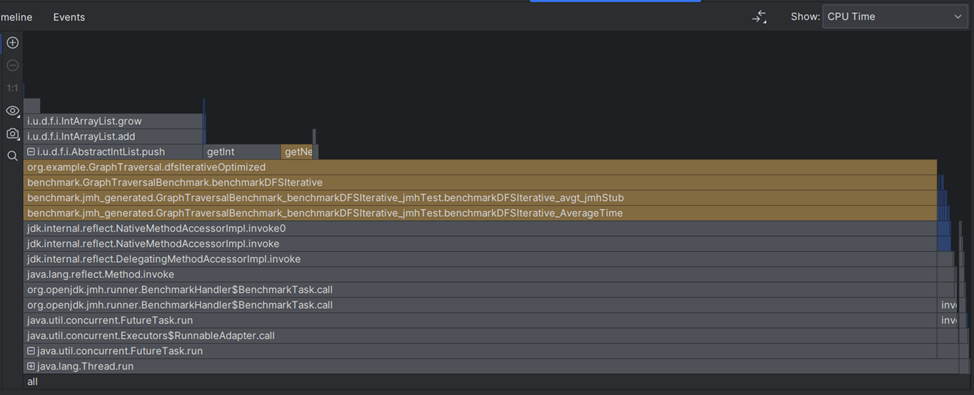 meline Events Show: CPU Time
1:1
i.u.d.f.i.IntArrayList.grow
i.u.d.f.i.IntArrayList.add
i.u.d.f.i.AbstractIntList.push getInt getNe
org.example.GraphTraversal.dfsIterativeOptimized
benchmark.GraphTraversalBenchmark.benchmarkDFSIterative
benchmark.jmh_generated.GraphTraversalBenchmark_benchmarkDFSIterative_jmhTest.benchmarkDFSIterative_avgt_jmhStub
benchmark.jmh_generated.GraphTraversalBenchmark_benchmarkDFSIterative_jmhTest.benchmarkDFSIterative_AverageTime
jdk.internal.reflect.NativeMethodAccessorImpl.invoke0
jdk.internal.reflect.NativeMethodAccessorImpl.invoke
jdk.internal.reflect.DelegatingMethodAccessorImpl.invoke
java.lang.reflect.Method.invoke
org.openjdk.jmh.runner.BenchmarkHandler$BenchmarkTask.call
org.openjdk.jmh.runner.BenchmarkHandler$BenchmarkTask.call inv
java.util.concurrent.FutureTask.run inv
java.util.concurrent.Executors$RunnableAdapter.call
java.util.concurrent.FutureTask.run
java.lang.Thread.run
all